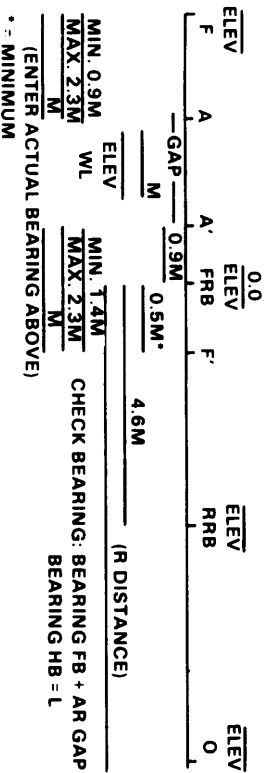 0.0
ELEV ELEV ELEV ELEV
F A A' FRB F' RRB O
GAP 0.9M
M 0.5M*
4.6M
ELEV (R DISTANCE)
MIN. 0.9M WL MIN. 1.4M
MAX. 2.3M MAX. 2.3M CHECK BEARING: BEARING FB + AR GAP
M M BEARING HB = L
(ENTER ACTUAL BEARING ABOVE)
* = MINIMUM